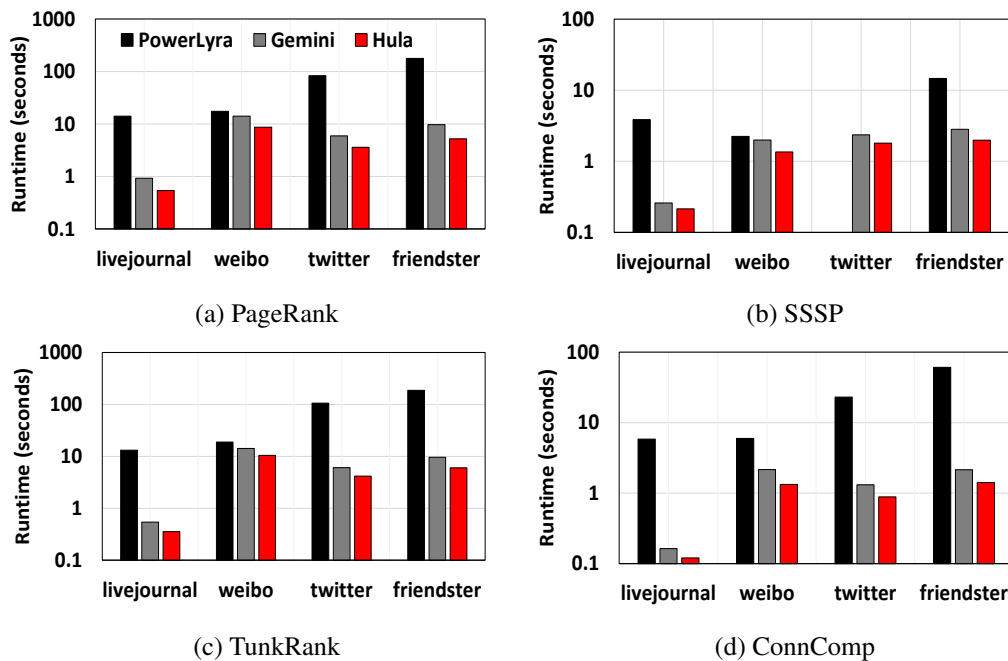 Runtime (seconds)
1000
100
10
1
0.1
PowerLyra Gemini Hula
livejournal weibo twitter friendster
(a) PageRank
Runtime (seconds)
100
10
1
0.1
livejournal weibo twitter friendster
(b) SSSP
Runtime (seconds)
1000
100
10
1
0.1
livejournal weibo twitter friendster
(c) TunkRank
Runtime (seconds)
100
10
1
0.1
livejournal weibo twitter friendster
(d) ConnComp